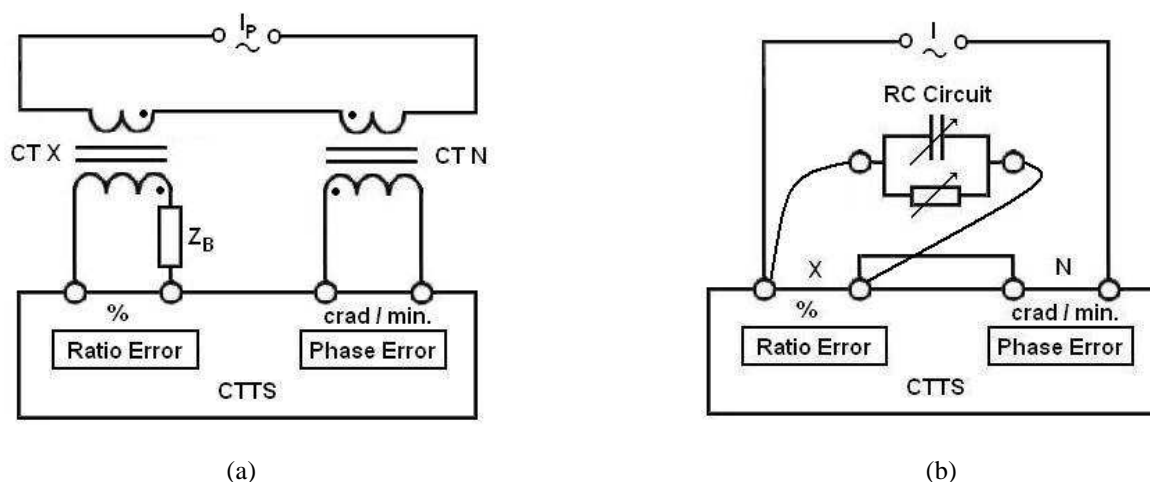 I_P
~
CT X
CT N
Z_B
%
crad / min.
Ratio Error
Phase Error
CTTS
(a)
I
~
RC Circuit
X
N
%
crad / min.
Ratio Error
Phase Error
CTTS
(b)